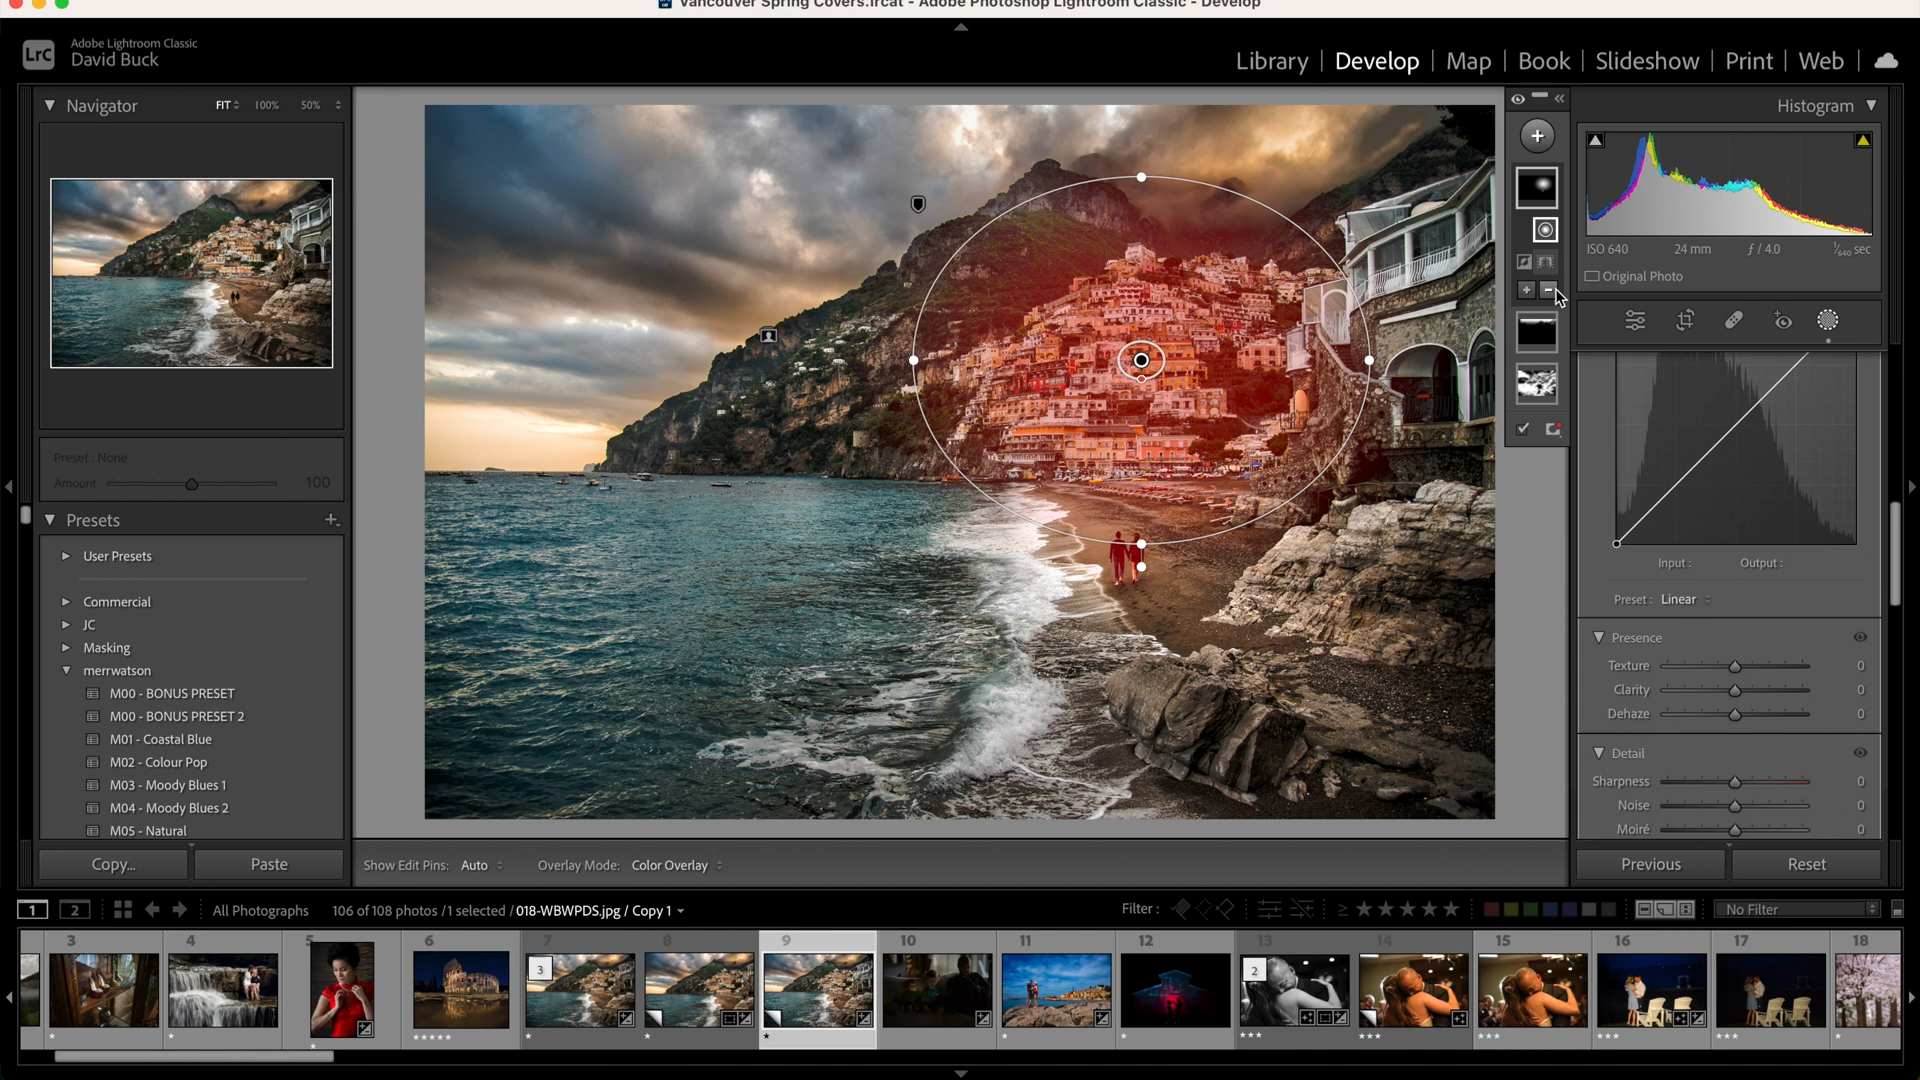 Vancouver Spring Covers.lrcat - Adobe Photoshop Lightroom Classic - Develop
LrC
Adobe Lightroom Classic
David Buck
Library | Develop | Map | Book | Slideshow | Print | Web
Navigator
FIT
100%
50%
Histogram
ISO 640
24 mm
ƒ / 4.0
1/640 sec
Original Photo
Preset : None
Amount
100
Presets
User Presets
Commercial
JC
Masking
merrwatson
M00 - BONUS PRESET
M00 - BONUS PRESET 2
M01 - Coastal Blue
M02 - Colour Pop
M03 - Moody Blues 1
M04 - Moody Blues 2
M05 - Natural
Copy...
Paste
Input :
Output :
Preset : Linear
Presence
Texture 0
Clarity 0
Dehaze 0
Detail
Sharpness 0
Noise 0
Moiré 0
Previous
Reset
Show Edit Pins: Auto
Overlay Mode: Color Overlay
1
2
All Photographs
106 of 108 photos / 1 selected / 018-WBWPDS.jpg / Copy 1
Filter :
≥
No Filter
3
4
5
6
7
8
9
10
11
12
13
14
15
16
17
18
3
2